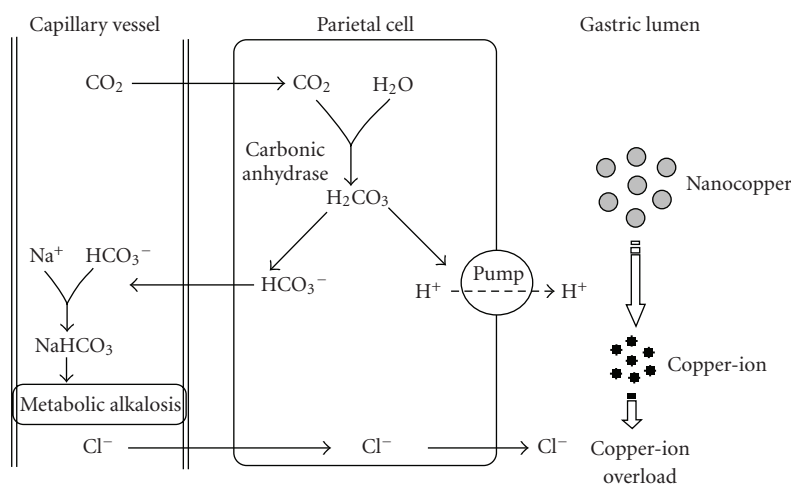 Capillary vessel
Parietal cell
Gastric lumen
CO₂
CO₂
H₂O
Carbonic
anhydrase
H₂CO₃
Nanocopper
Na⁺
HCO₃⁻
HCO₃⁻
H⁺
Pump
H⁺
NaHCO₃
Copper-ion
Metabolic alkalosis
Cl⁻
Cl⁻
Cl⁻
Copper-ion
overload